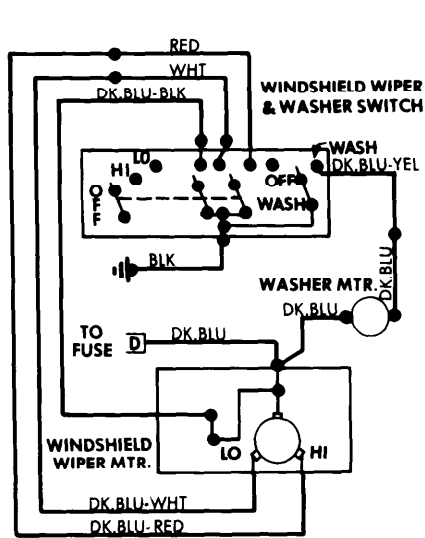 RED
WHT
DK.BLU-BLK
WINDSHIELD WIPER
& WASHER SWITCH
WASH
LO
HI
DK.BLU-YEL
OFF
OFF
WASH
BLK
DK.BLU
WASHER MTR.
DK.BLU
TO
FUSE
D
DK.BLU
WINDSHIELD
WIPER MTR.
LO
HI
DK.BLU-WHT
DK.BLU-RED